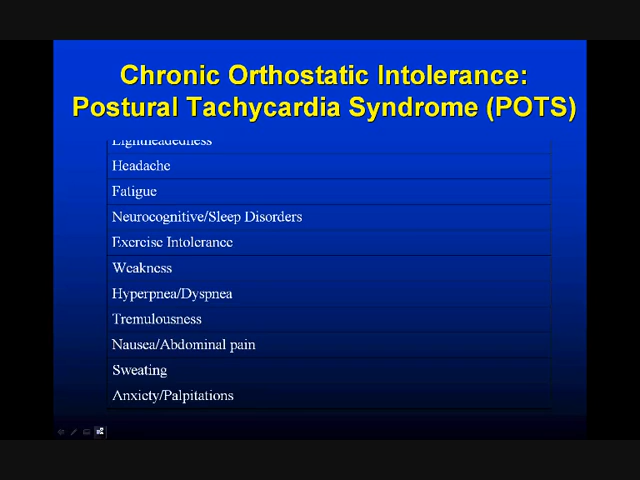 Chronic Orthostatic Intolerance:
Postural Tachycardia Syndrome (POTS)
Lightheadedness
Headache
Fatigue
Neurocognitive/Sleep Disorders
Exercise Intolerance
Weakness
Hyperpnea/Dyspnea
Tremulousness
Nausea/Abdominal pain
Sweating
Anxiety/Palpitations